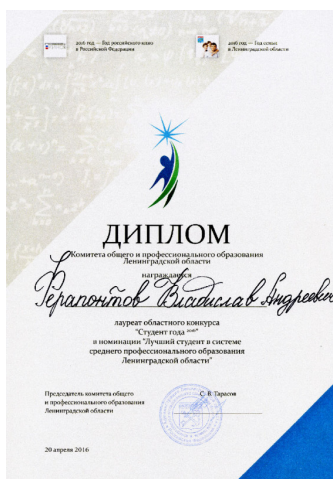 2016 год — Год российского кино
в Российской Федерации
2016 год — Год семьи
в Ленинградской области
ДИПЛОМ
Комитета общего и профессионального образования
Ленинградской области
награждается
Ферапонтов Владислав Андреевич
лауреат областного конкурса
"Студент года 2016"
в номинации "Лучший студент в системе
среднего профессионального образования
Ленинградской области"
Председатель комитета общего
и профессионального образования
Ленинградской области
С. В. Тарасов
20 апреля 2016